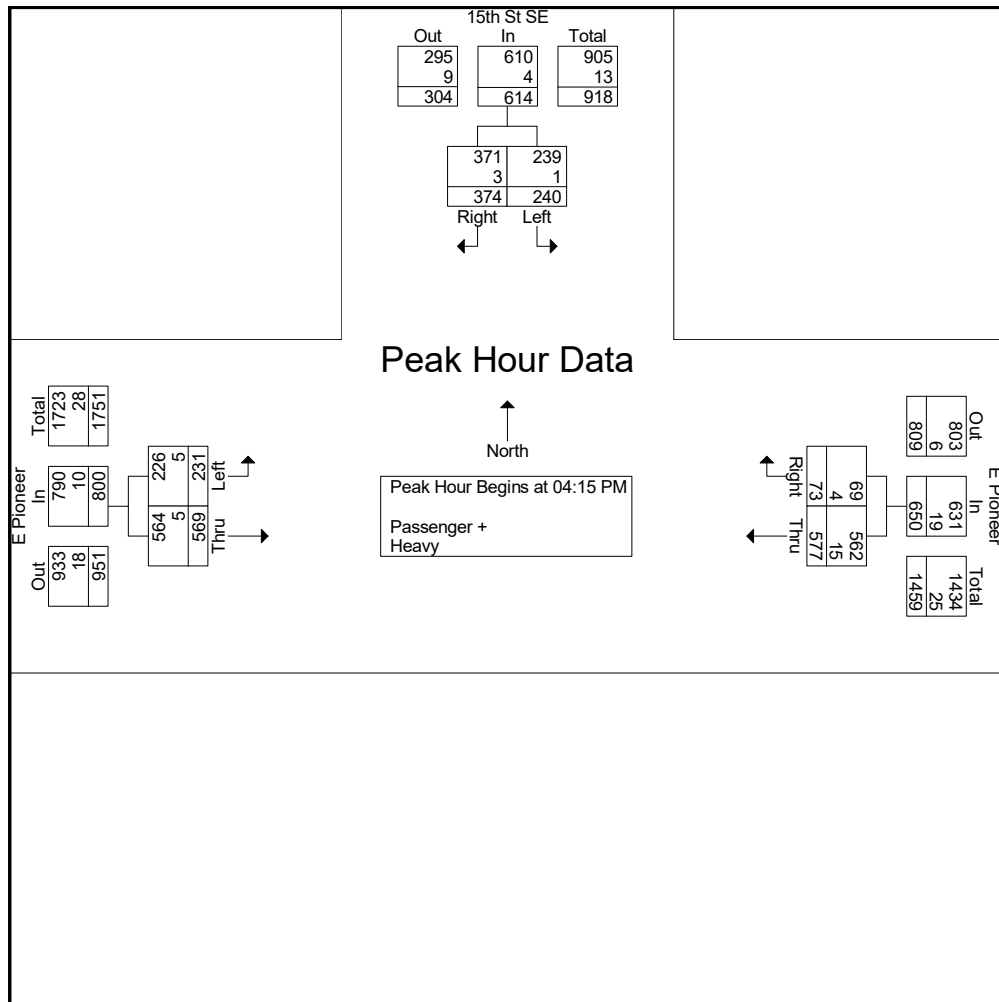 15th St SE
Out In Total
295 610 905
9 4 13
304 614 918
371 239
3 1
374 240
Right Left
Peak Hour Data
North
Peak Hour Begins at 04:15 PM
Passenger +
Heavy
E Pioneer
Out In Total
933 790 1723
18 10 28
951 800 1751
564 226
5 5
569 231
Thru Left
E Pioneer
Out In Total
803 631 1434
6 19 25
809 650 1459
69 562
4 15
73 577
Right Thru